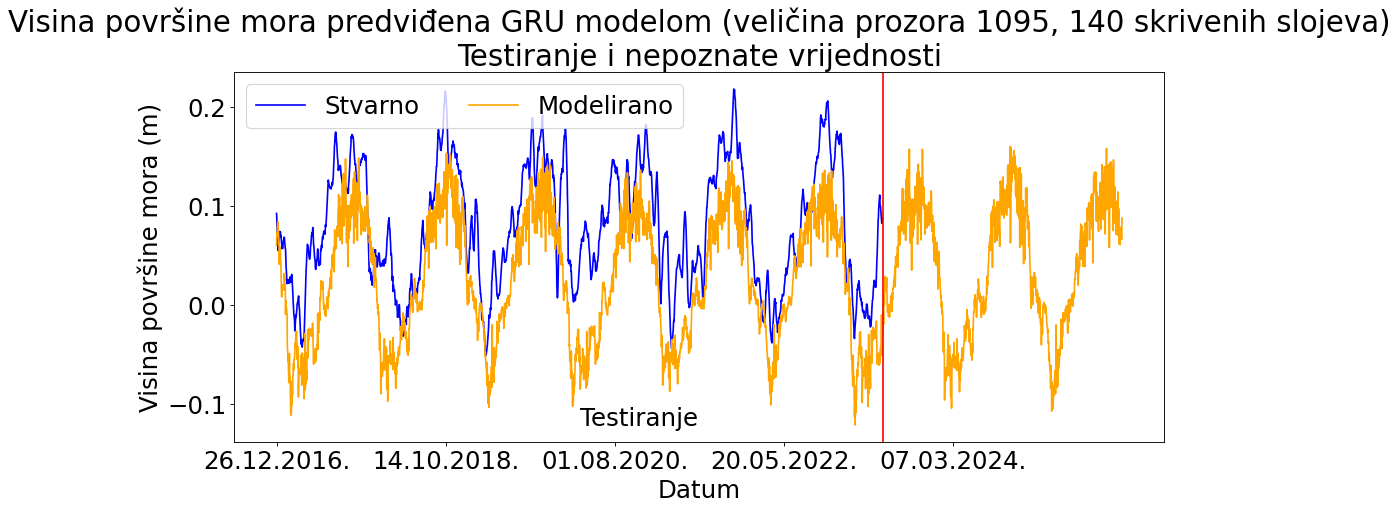 Visina površine mora predviđena GRU modelom (veličina prozora 1095, 140 skrivenih slojeva)
Testiranje i nepoznate vrijednosti
Stvarno
Modelirano
Visina površine mora (m)
0.2
0.1
0.0
−0.1
Testiranje
26.12.2016.
14.10.2018.
01.08.2020.
20.05.2022.
07.03.2024.
Datum